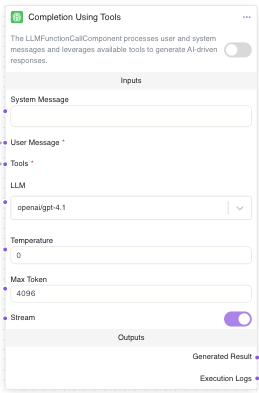 Completion Using Tools
The LLMFunctionCallComponent processes user and system
messages and leverages available tools to generate AI-driven
responses.
Inputs
System Message
User Message *
Tools *
LLM
openai/gpt-4.1
Temperature
0
Max Token
4096
Stream
Outputs
Generated Result
Execution Logs